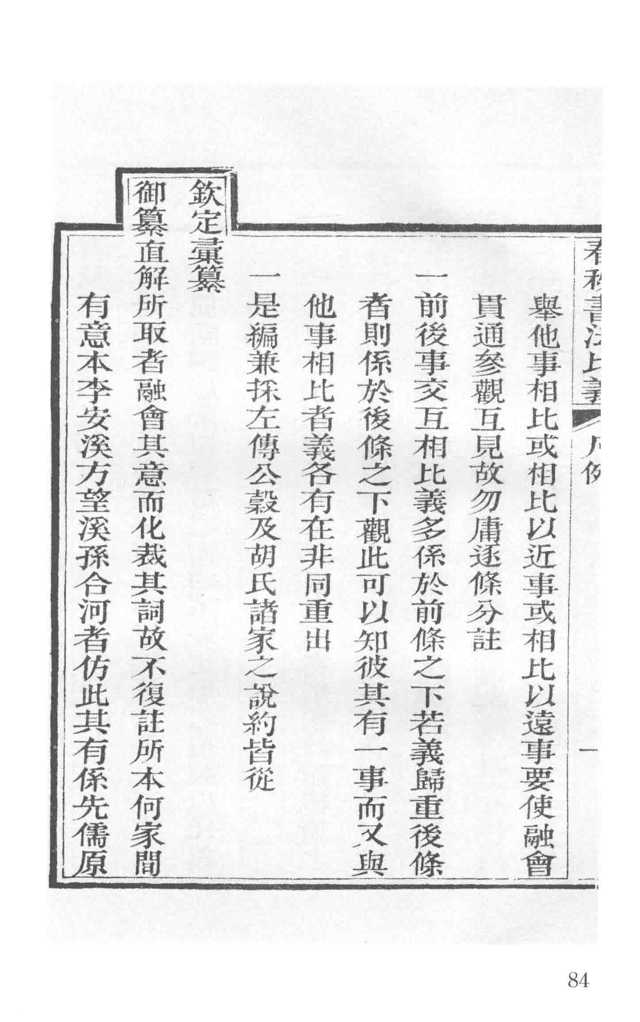 春秋書法比義
凡例
一
舉他事相比或相比以近事或相比以遠事要使融會
貫通參觀互見故勿庸逐條分註
一前後事交互相比義多係於前條之下若義歸重後條
者則係於後條之下觀此可以知彼其有一事而又與
他事相比者義各有在非同重出
一是編兼採左傳公穀及胡氏諸家之說約皆從
欽定彙纂
御纂直解所取者融會其意而化裁其詞故不復註所本何家間
有意本李安溪方望溪孫合河者仿此其有係先儒原
84